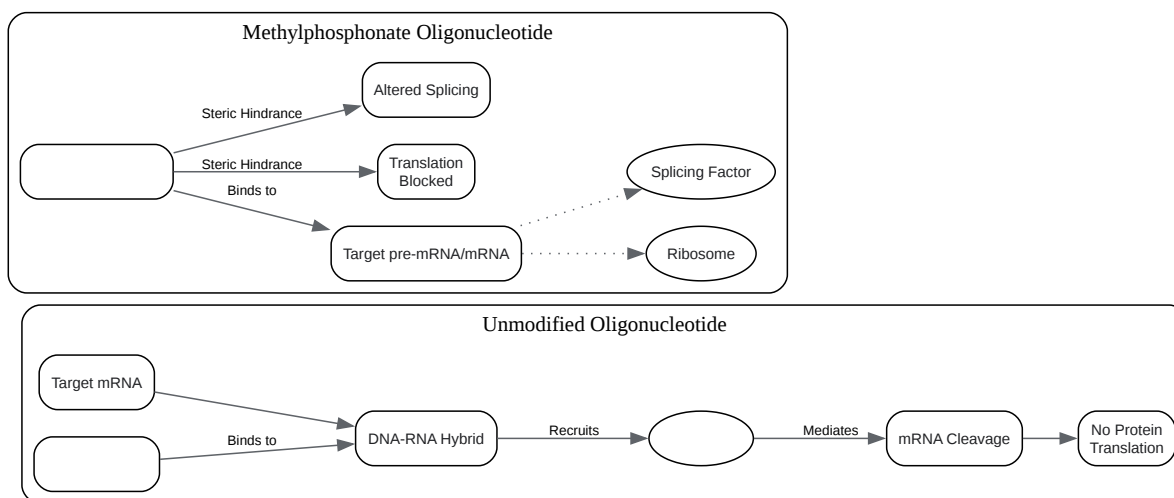 Methylphosphonate Oligonucleotide
Altered Splicing
Steric Hindrance
Steric Hindrance
Translation
Blocked
Splicing Factor
Binds to
Target pre-mRNA/mRNA
Ribosome
Unmodified Oligonucleotide
Target mRNA
Binds to
DNA-RNA Hybrid
Recruits
Mediates
mRNA Cleavage
No Protein
Translation